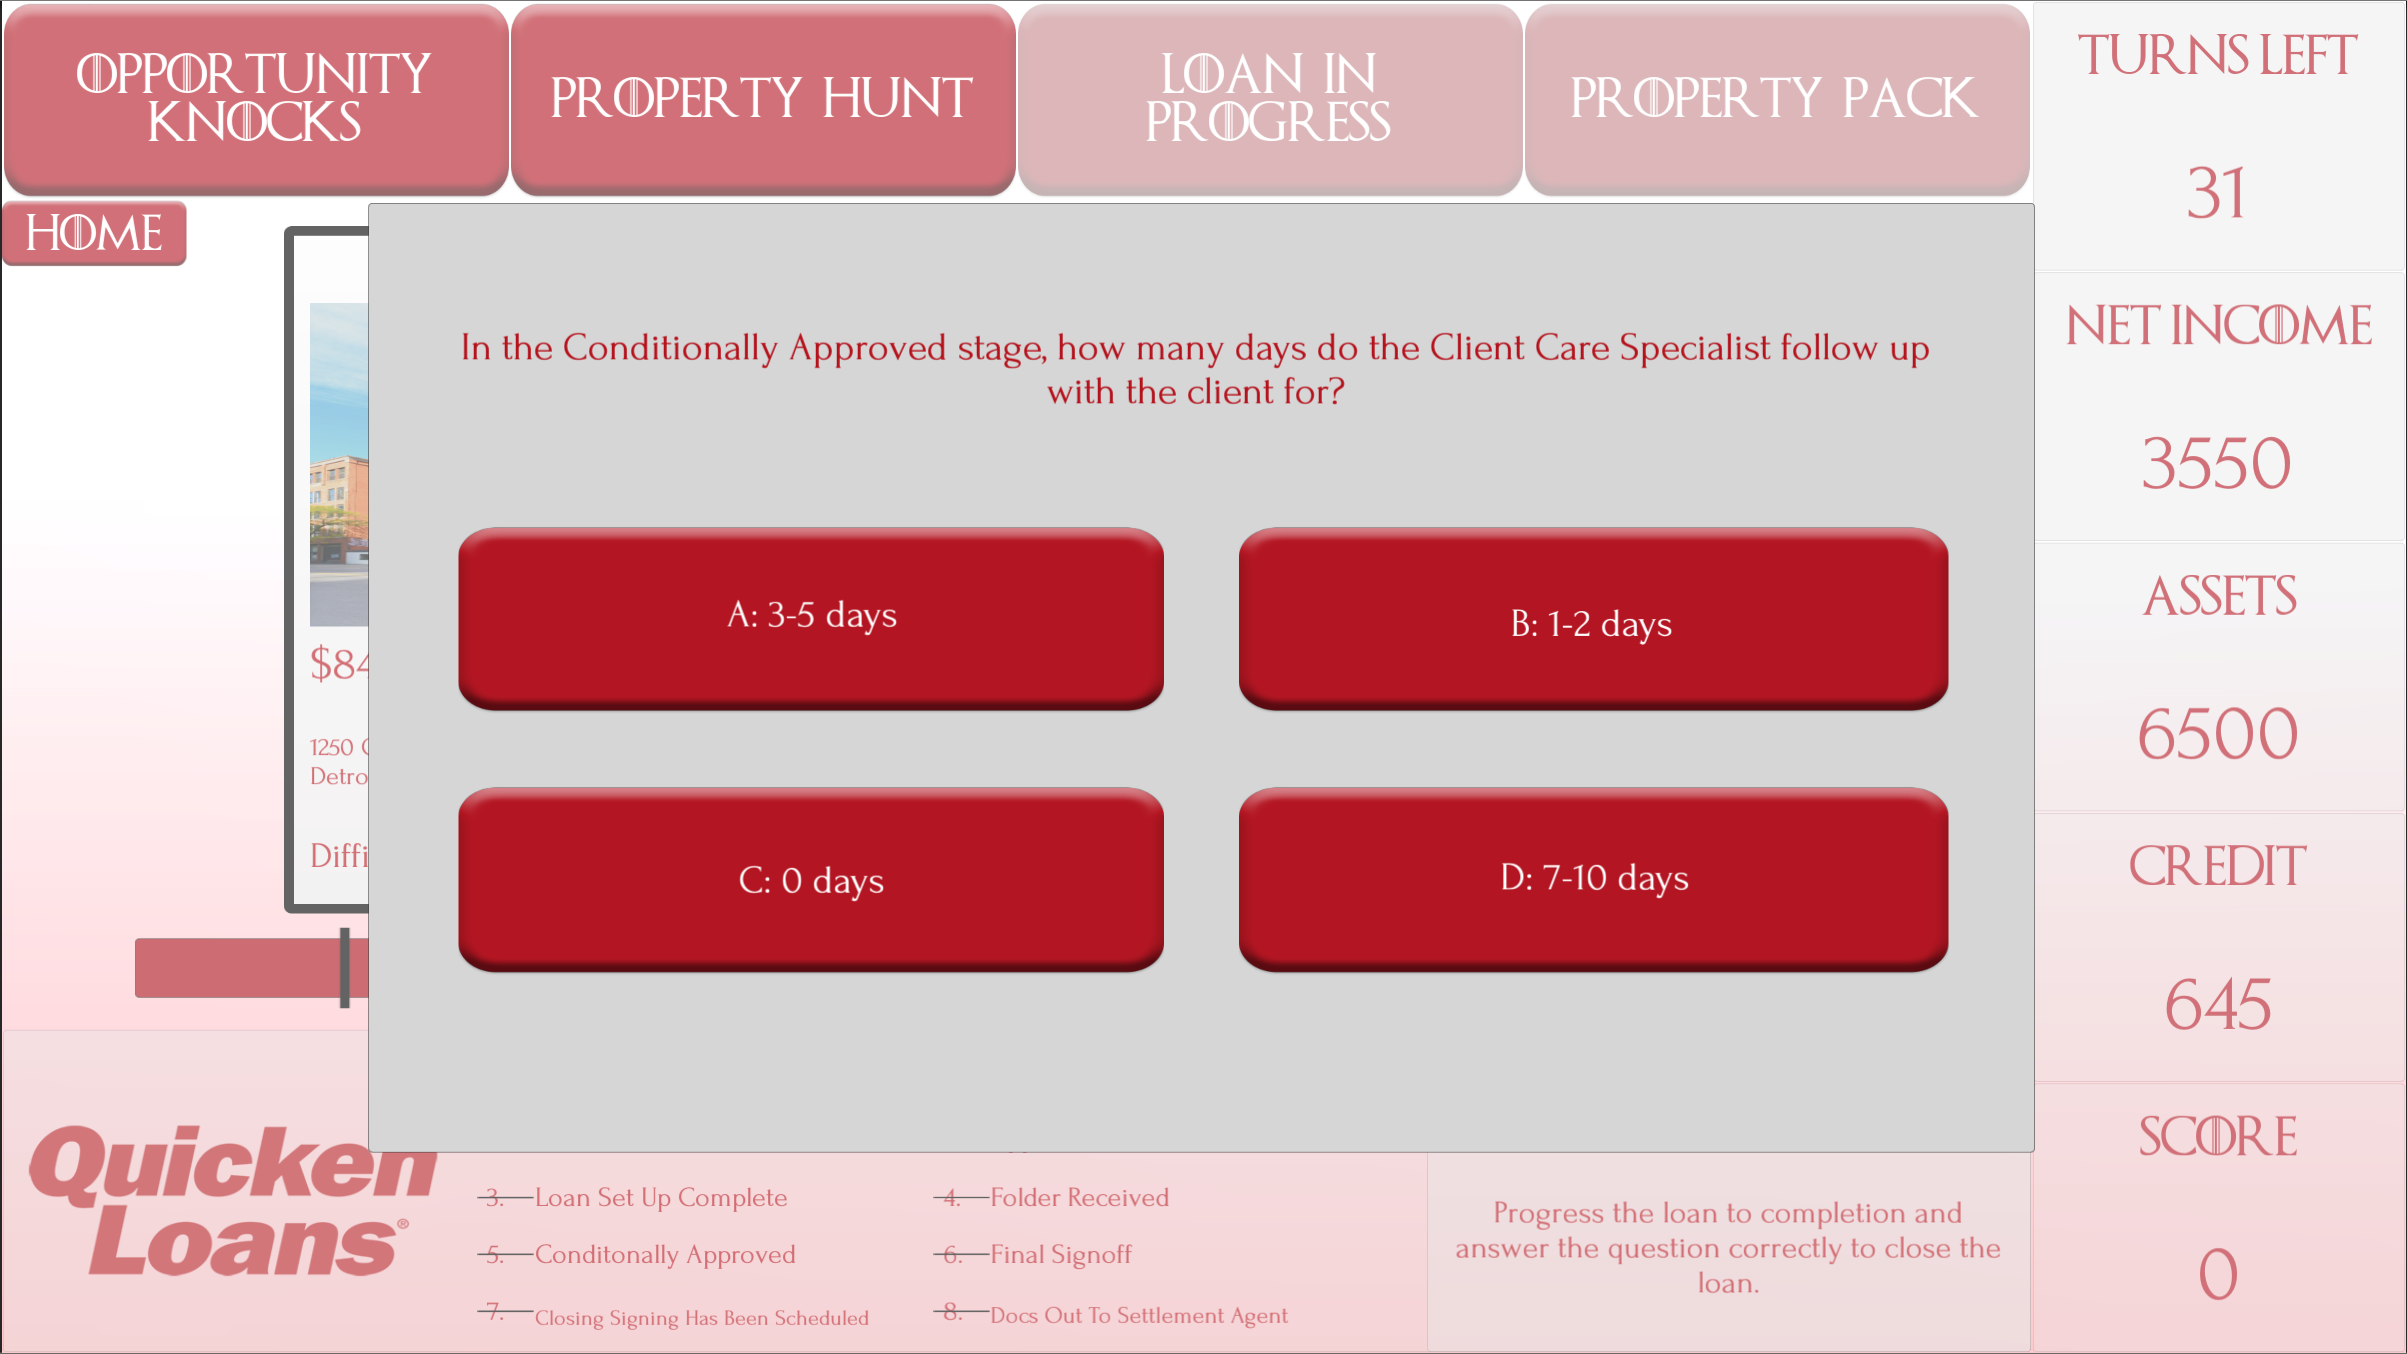 OPPORTUNITY
KNOCKS
PROPERTY HUNT
LOAN IN
PROGRESS
PROPERTY PACK
TURNS LEFT
31
HOME
NET INCOME
3550
ASSETS
6500
CREDIT
645
SCORE
0
In the Conditionally Approved stage, how many days do the Client Care Specialist follow up
with the client for?
A: 3-5 days
B: 1-2 days
C: 0 days
D: 7-10 days
$84
1250
Detro
Diffi
Quicken
Loans®
3. Loan Set Up Complete
4. Folder Received
5. Conditonally Approved
6. Final Signoff
7. Closing Signing Has Been Scheduled
8. Docs Out To Settlement Agent
Progress the loan to completion and
answer the question correctly to close the
loan.